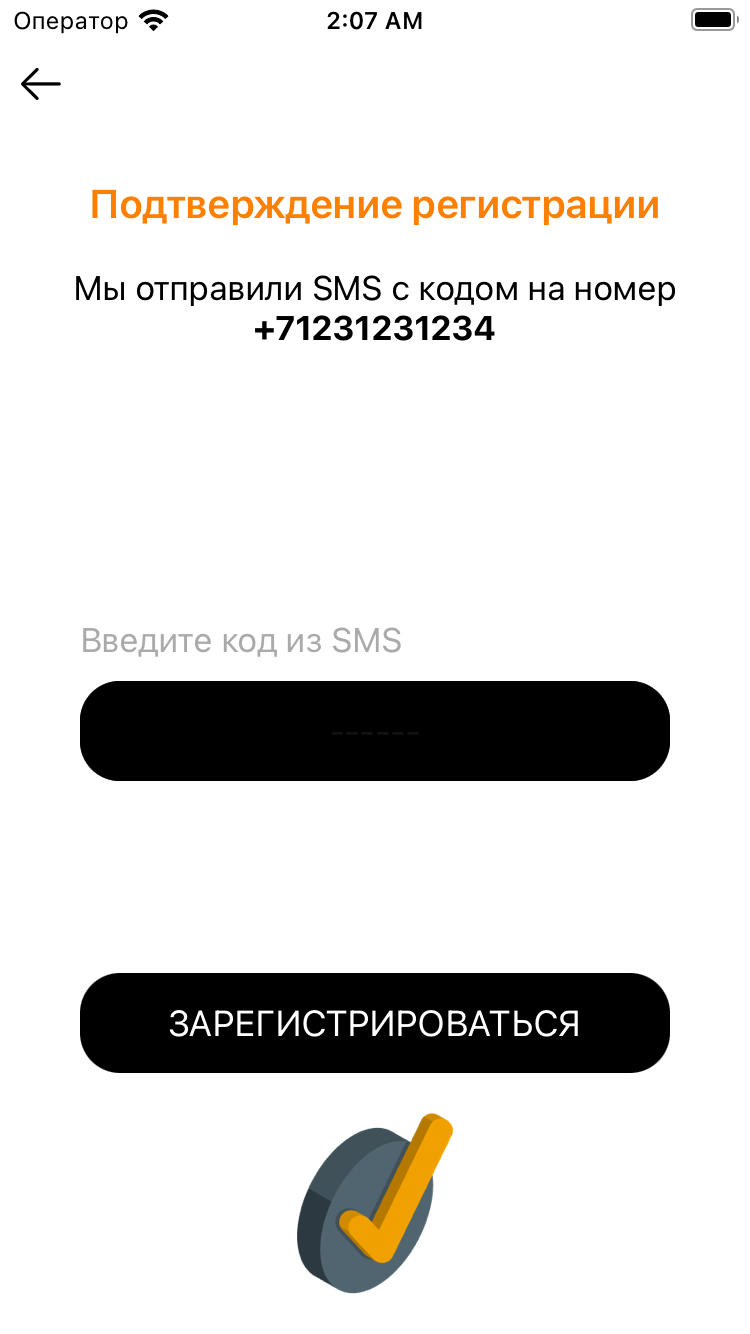 Оператор 2:07 AM
Подтверждение регистрации
Мы отправили SMS с кодом на номер
+71231231234
Введите код из SMS
------
ЗАРЕГИСТРИРОВАТЬСЯ